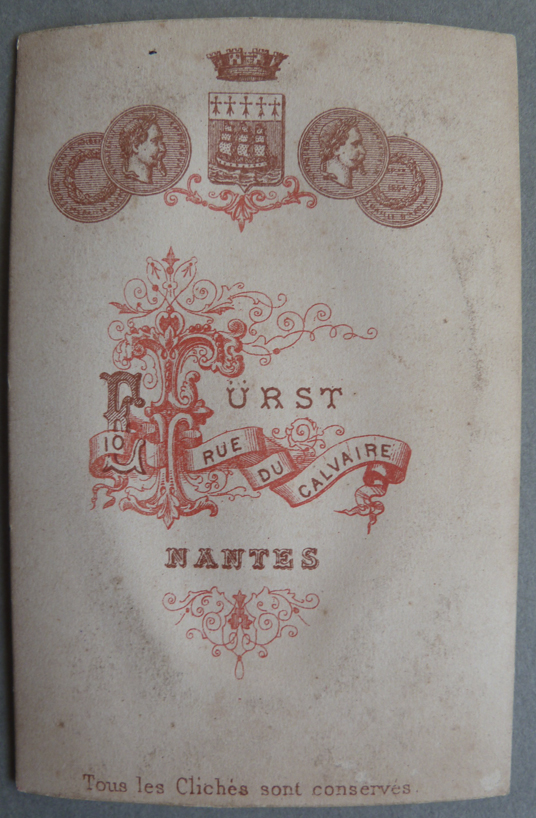 E FÜRST
10 RUE DU CALVAIRE
NANTES
Tous les Clichés sont conservés.